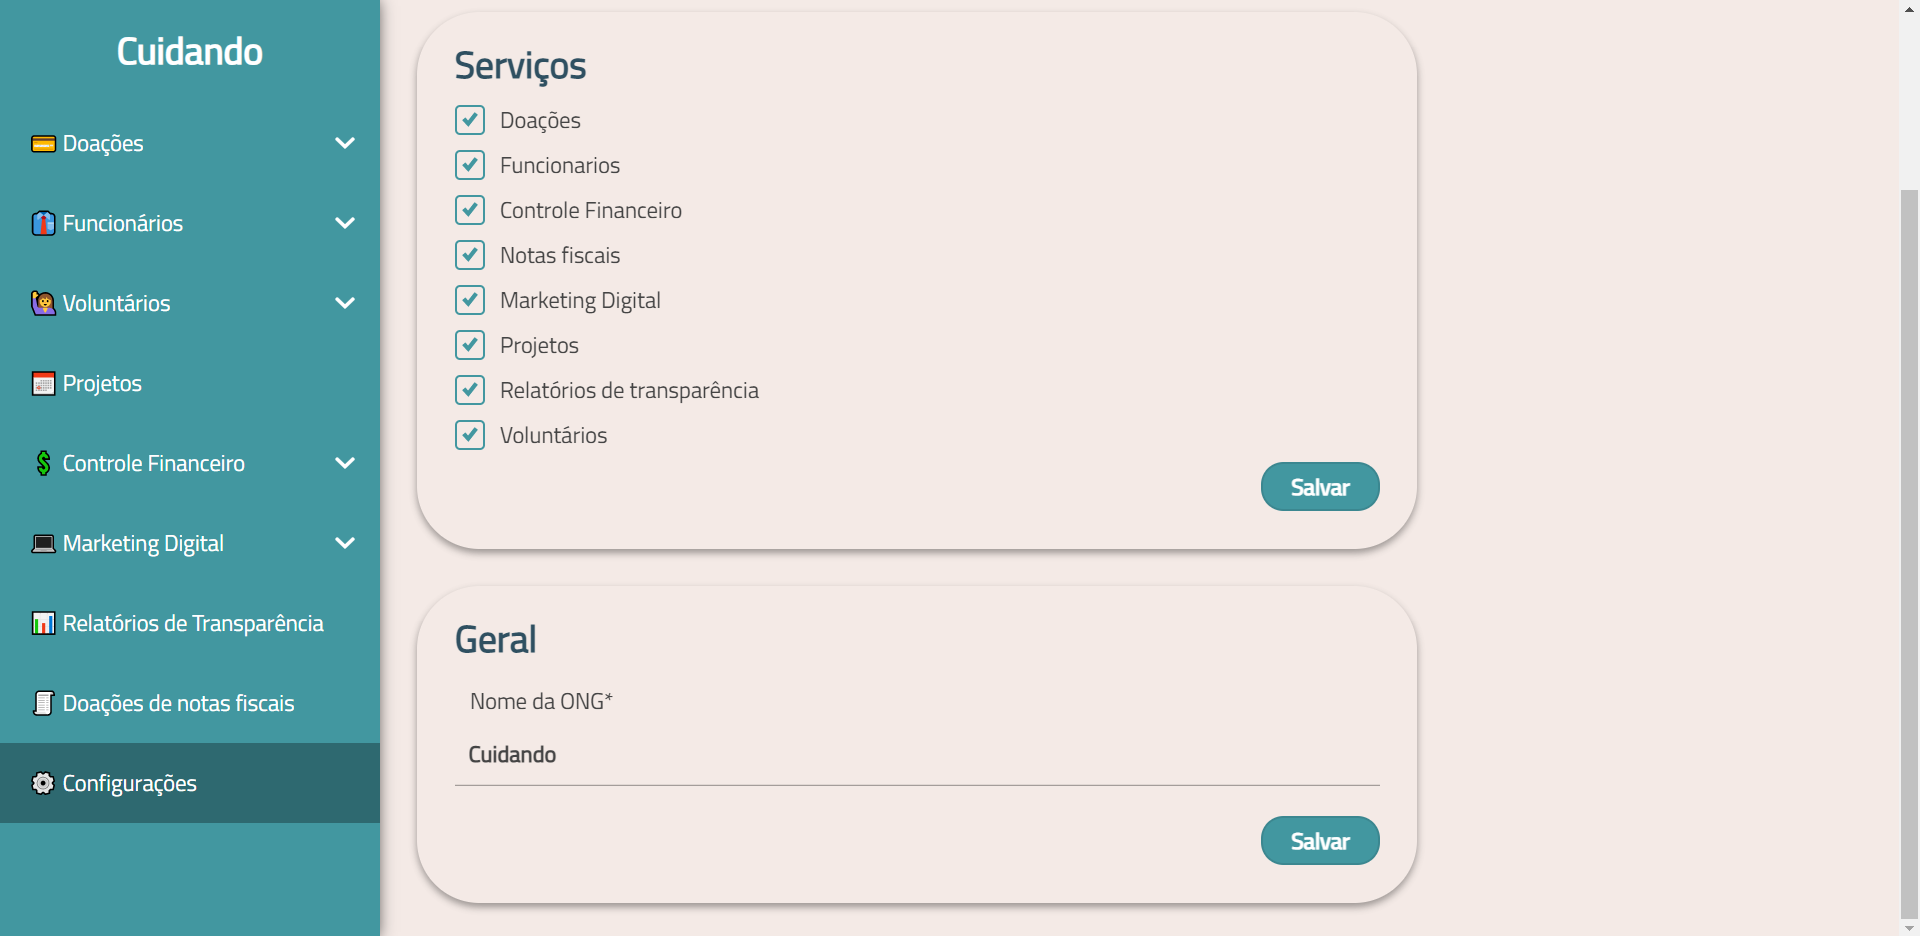 Cuidando
Doações
Funcionários
Voluntários
Projetos
Controle Financeiro
Marketing Digital
Relatórios de Transparência
Doações de notas fiscais
Configurações
Serviços
Doações
Funcionarios
Controle Financeiro
Notas fiscais
Marketing Digital
Projetos
Relatórios de transparência
Voluntários
Salvar
Geral
Nome da ONG*
Cuidando
Salvar